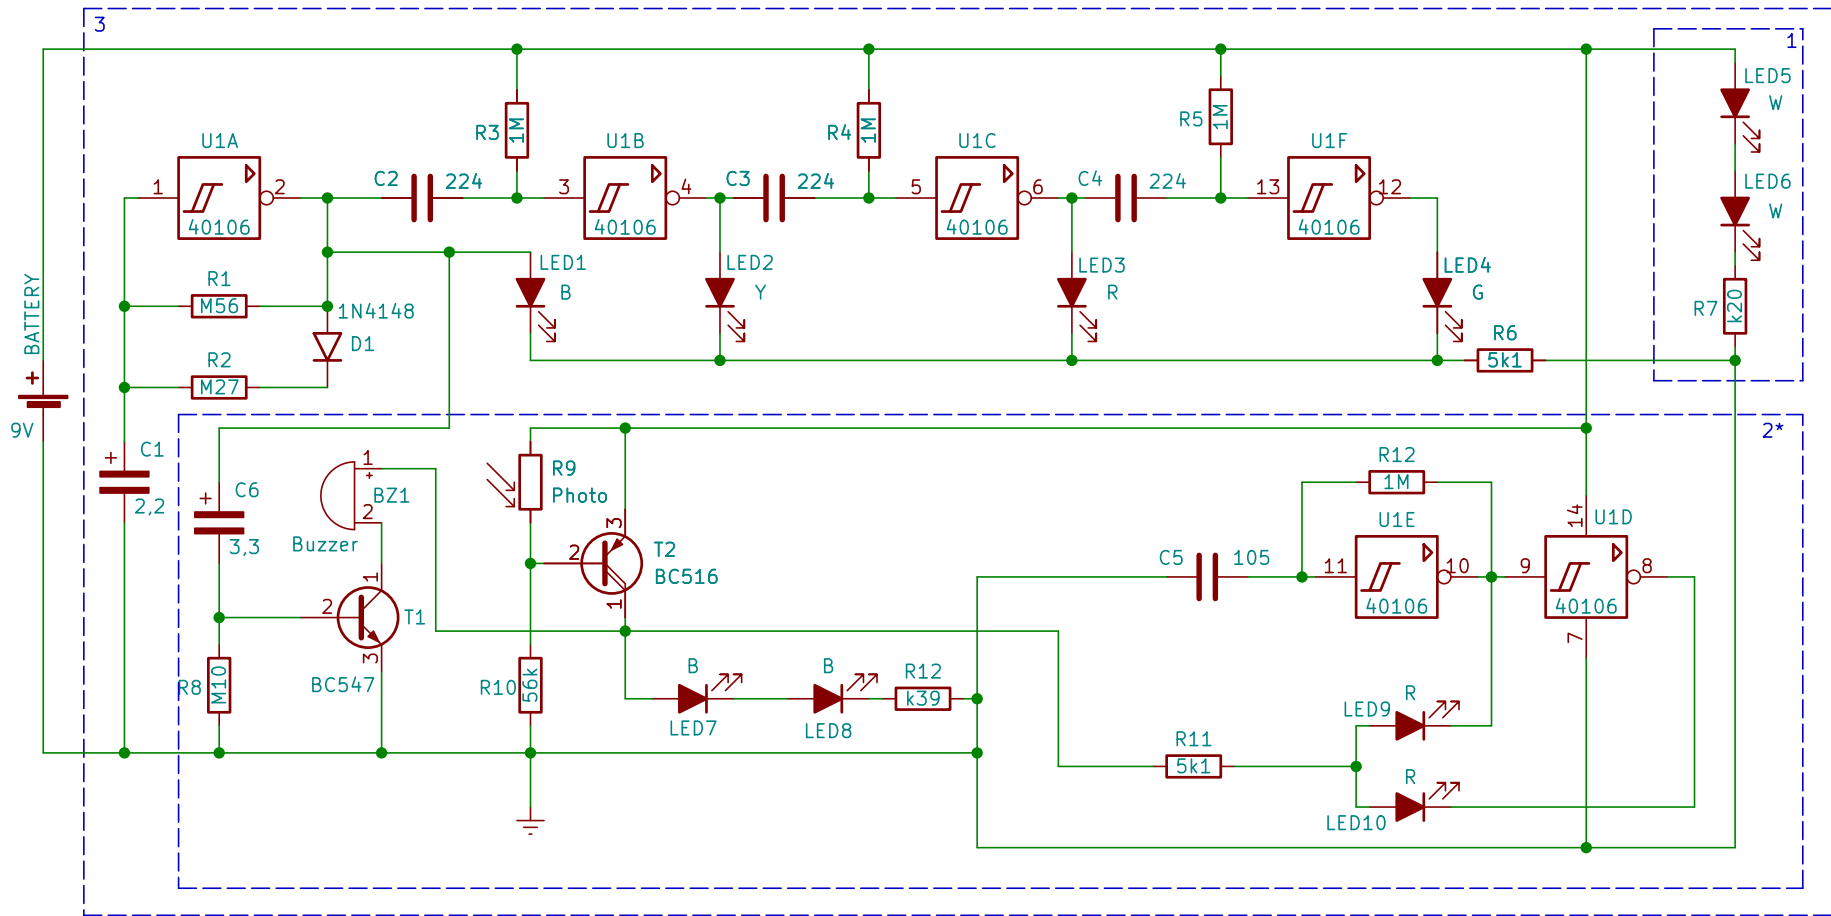 3
1
LED5
W
LED6
W
R7
k20
R3
1M
R4
1M
R5
1M
U1A
1
2
40106
C2
224
U1B
3
4
40106
C3
224
U1C
5
6
40106
C4
224
U1F
13
12
40106
BATTERY
+
9V
R1
M56
1N4148
D1
R2
M27
LED1
B
LED2
Y
LED3
R
LED4
G
R6
5k1
2*
+
C1
2,2
+
C6
3,3
1
+
BZ1
2
Buzzer
R9
Photo
3
2
T2
BC516
1
1
2
T1
3
BC547
R8
M10
R10
56k
B
LED7
B
LED8
R12
k39
R12
1M
C5
105
U1E
11
10
40106
14
U1D
9
8
40106
7
R
LED9
R11
5k1
R
LED10